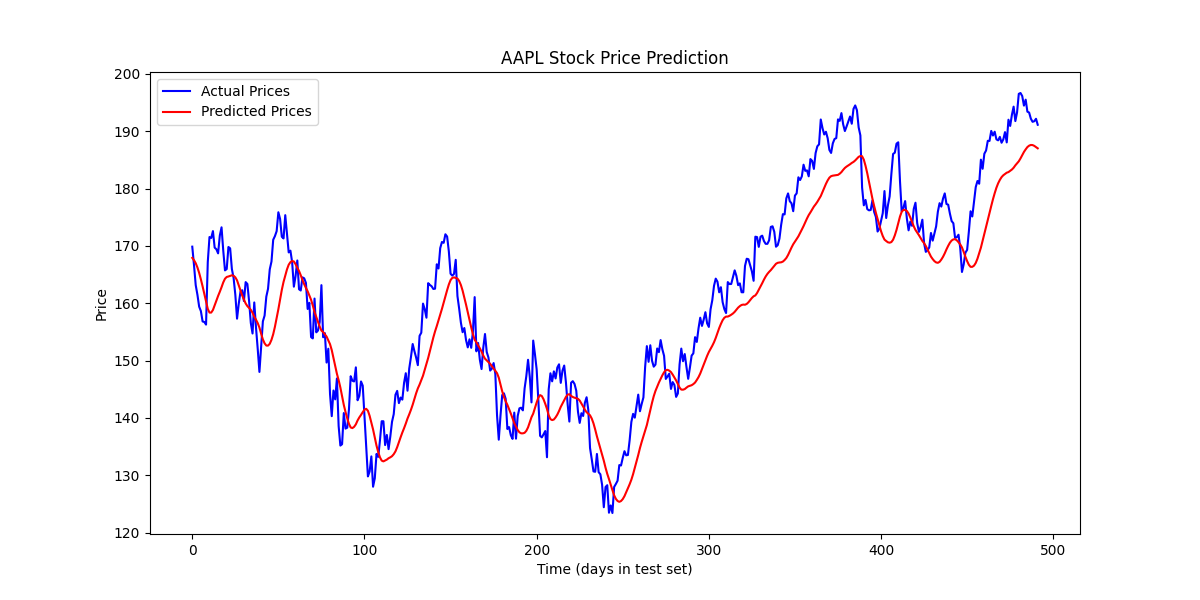 AAPL Stock Price Prediction
Actual Prices
Predicted Prices
Price
200
190
180
170
160
150
140
130
120
0 100 200 300 400 500
Time (days in test set)